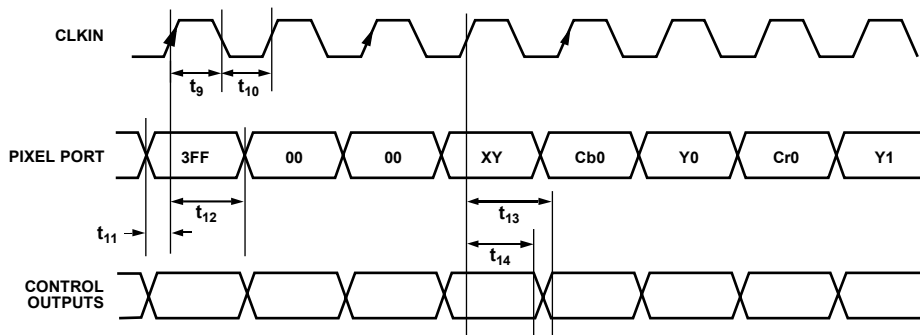 CLKIN
t9 t10
PIXEL PORT 3FF 00 00 XY Cb0 Y0 Cr0 Y1
t12 t13
t11
t14
CONTROL
OUTPUTS